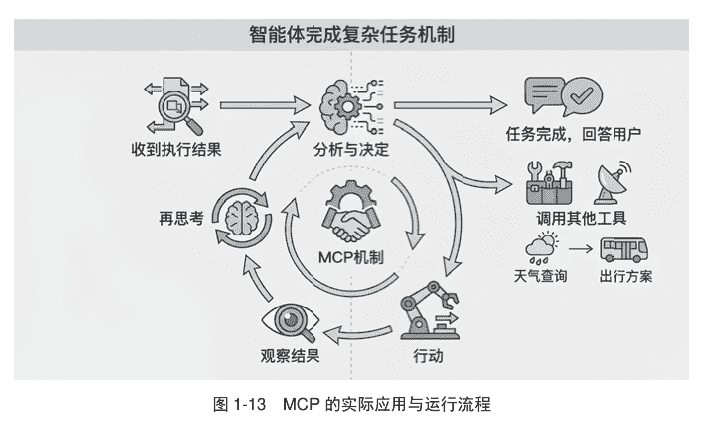 智能体完成复杂任务机制
收到执行结果
分析与决定
任务完成，回答用户
再思考
调用其他工具
MCP机制
天气查询
出行方案
观察结果
行动
图 1-13 MCP 的实际应用与运行流程